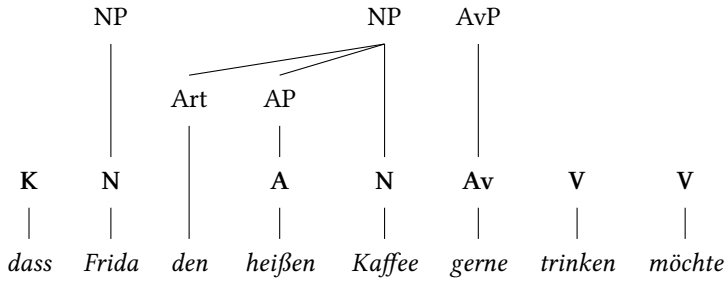 NP NP AvP
Art AP
K N A N Av V V
dass Frida den heißen Kaffee gerne trinken möchte